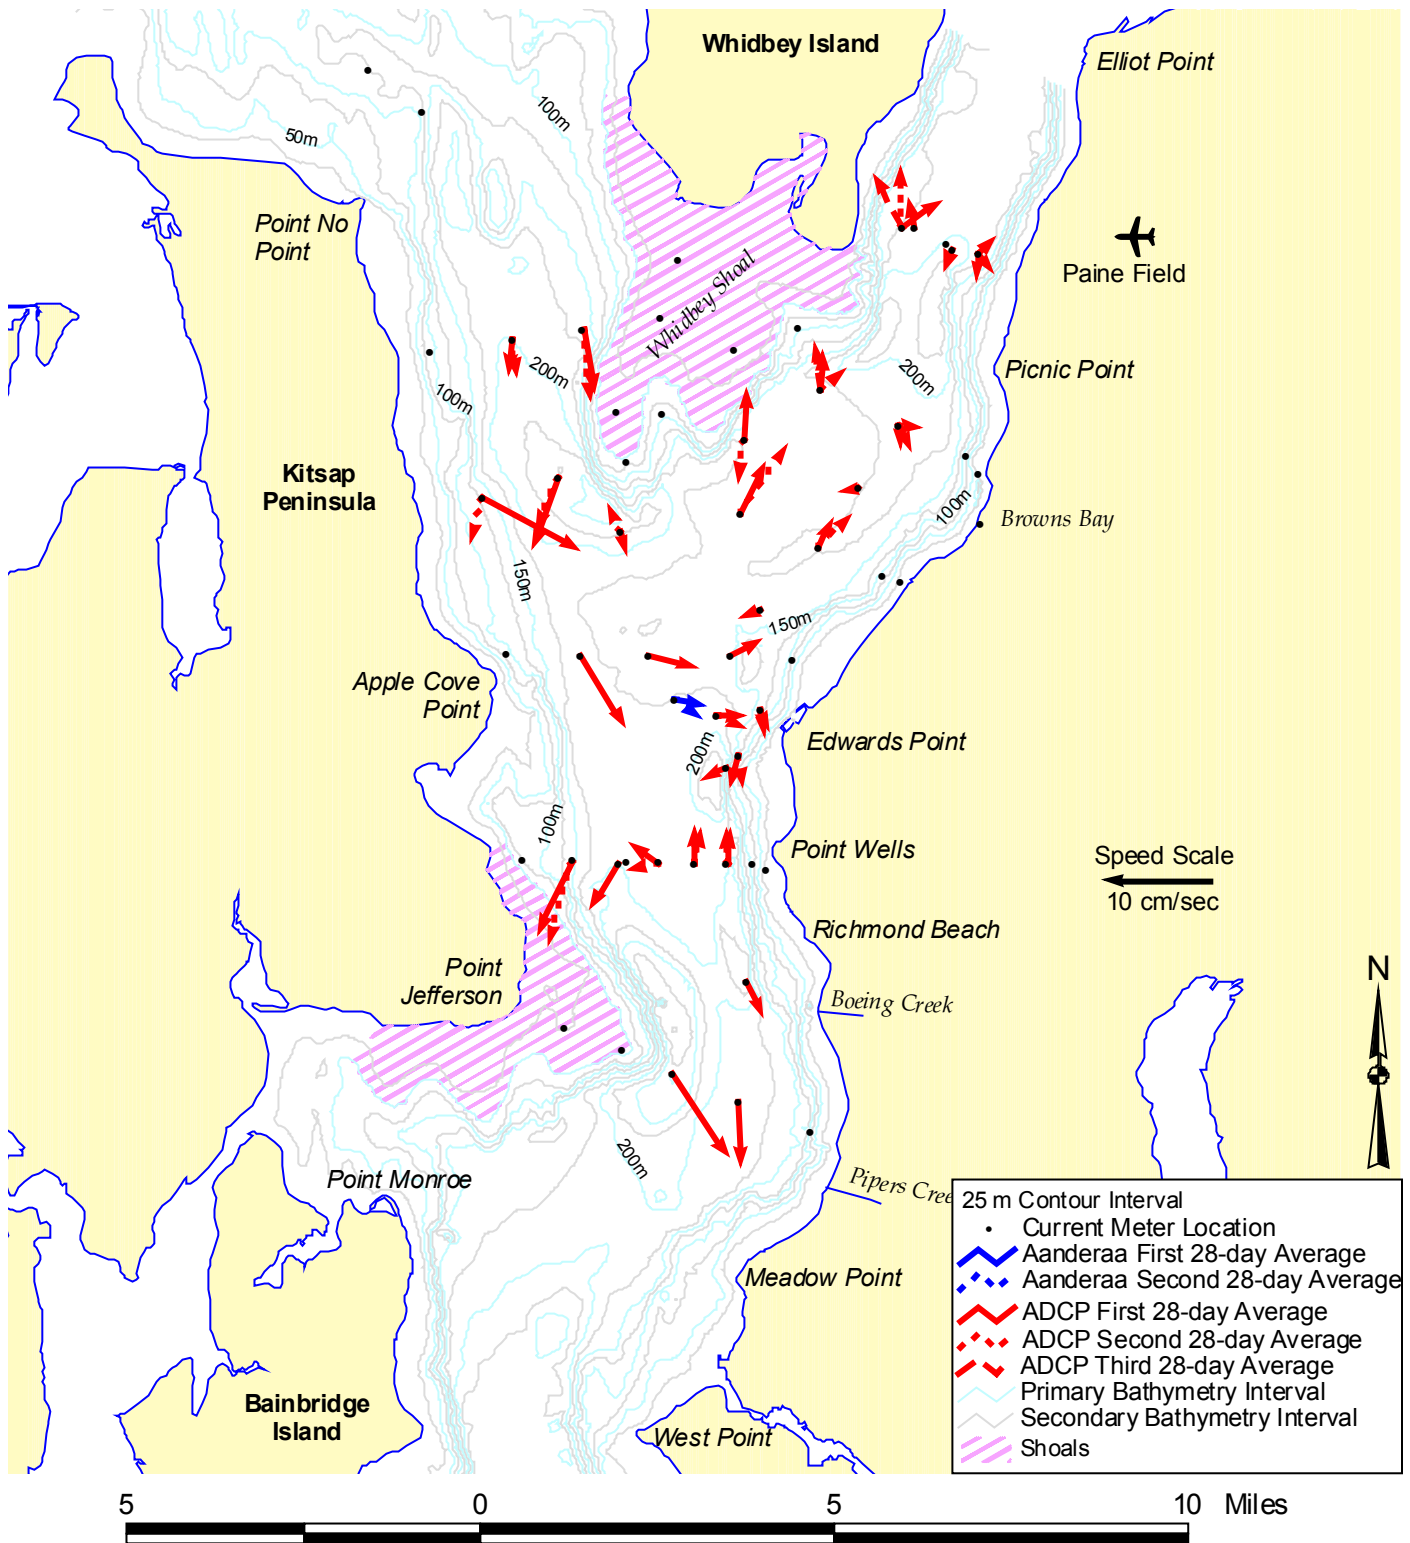 Whidbey Island
Elliot Point
100m
50m
Point No
Point
Paine Field
Whidbey Shoal
200m
200m
Picnic Point
100m
Kitsap
Peninsula
100m
Browns Bay
150m
150m
Apple Cove
Point
200m
Edwards Point
100m
Point Wells
Speed Scale
10 cm/sec
Richmond Beach
Point
Jefferson
N
Boeing Creek
200m
Point Monroe
Pipers Cree
Meadow Point
Bainbridge
Island
West Point
25 m Contour Interval
Current Meter Location
Aanderaa First 28-day Average
Aanderaa Second 28-day Average
ADCP First 28-day Average
ADCP Second 28-day Average
ADCP Third 28-day Average
Primary Bathymetry Interval
Secondary Bathymetry Interval
Shoals
5 0 5 10 Miles